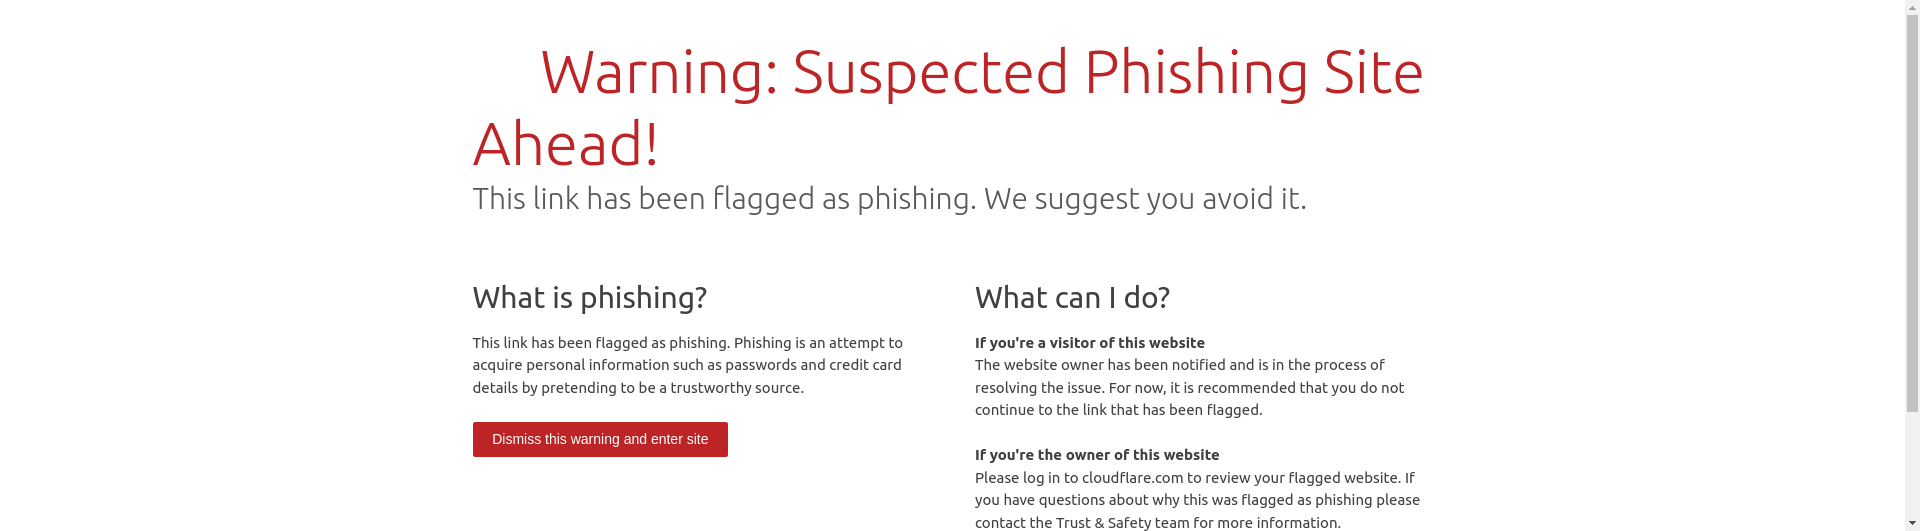 Warning: Suspected Phishing Site
Ahead!
This link has been flagged as phishing. We suggest you avoid it.
What is phishing?
This link has been flagged as phishing. Phishing is an attempt to
acquire personal information such as passwords and credit card
details by pretending to be a trustworthy source.
Dismiss this warning and enter site
What can I do?
If you're a visitor of this website
The website owner has been notified and is in the process of
resolving the issue. For now, it is recommended that you do not
continue to the link that has been flagged.
If you're the owner of this website
Please log in to cloudflare.com to review your flagged website. If
you have questions about why this was flagged as phishing please
contact the Trust & Safety team for more information.